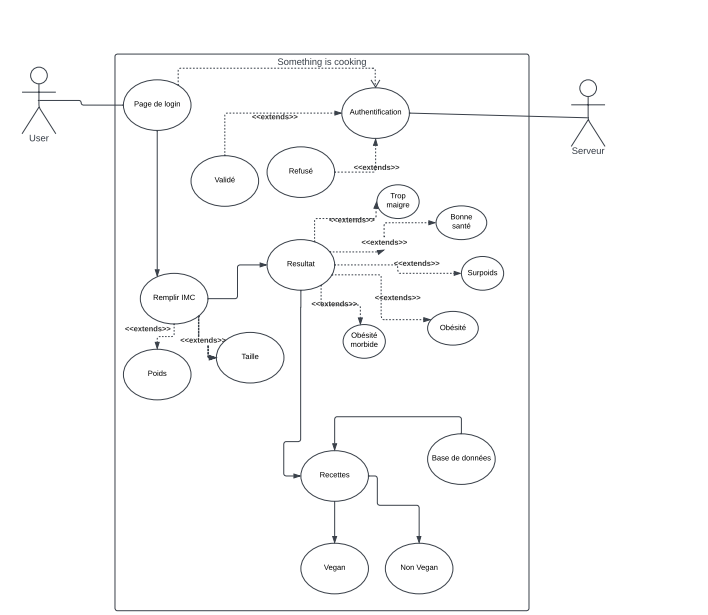 Something is cooking
Page de login
Authentification
User
Serveur
<<extends>>
Validé
Refusé
<<extends>>
Trop
maigre
<<extends>>
Bonne
santé
<<extends>>
Resultat
<<extends>>
Surpoids
Remplir IMC
<<extends>>
<<extends>>
Obésité
Obésité
morbide
<<extends>>
<<extends>>
Taille
Poids
Base de données
Recettes
Vegan
Non Vegan